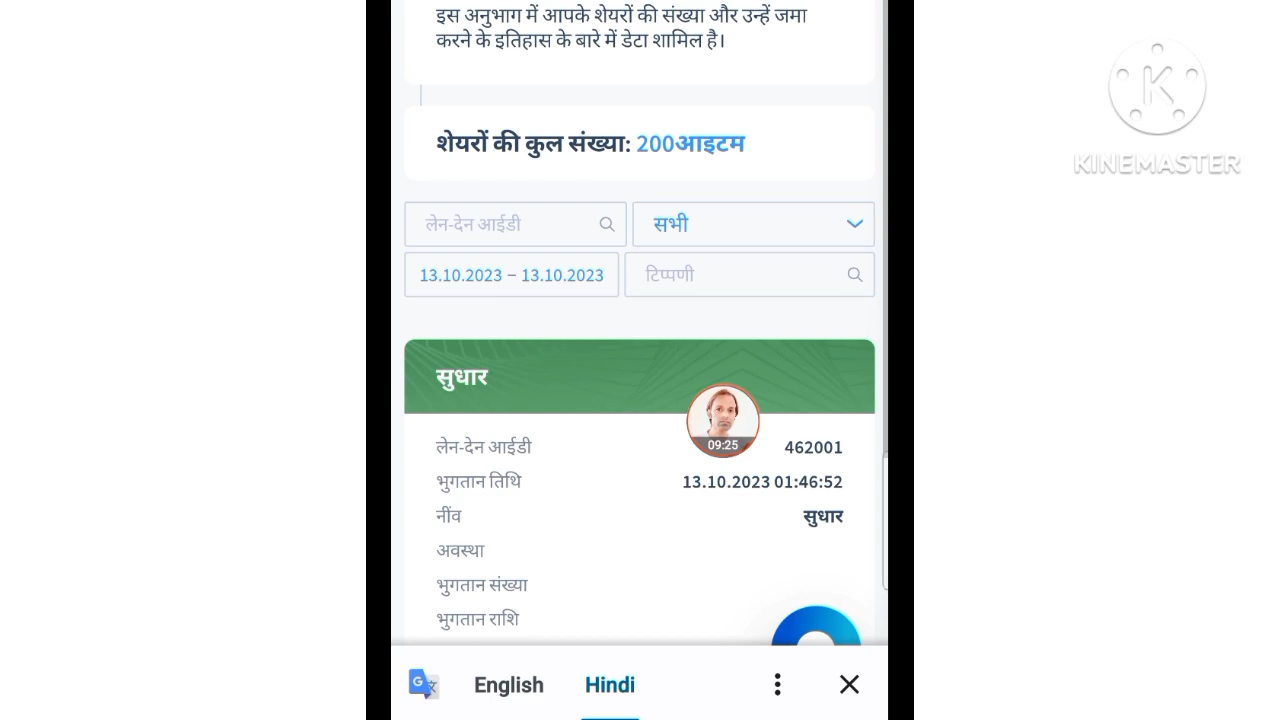 इस अनुभाग में आपके शेयरों की संख्या और उन्हें जमा
करने के इतिहास के बारे में डेटा शामिल है।
शेयरों की कुल संख्या: 200आइटम
लेन-देन आईडी
सभी
13.10.2023 – 13.10.2023
टिप्पणी
सुधार
09:25
लेन-देन आईडी 462001
भुगतान तिथि 13.10.2023 01:46:52
नींव सुधार
अवस्था
भुगतान संख्या
भुगतान राशि
English Hindi
K
KINEMASTER